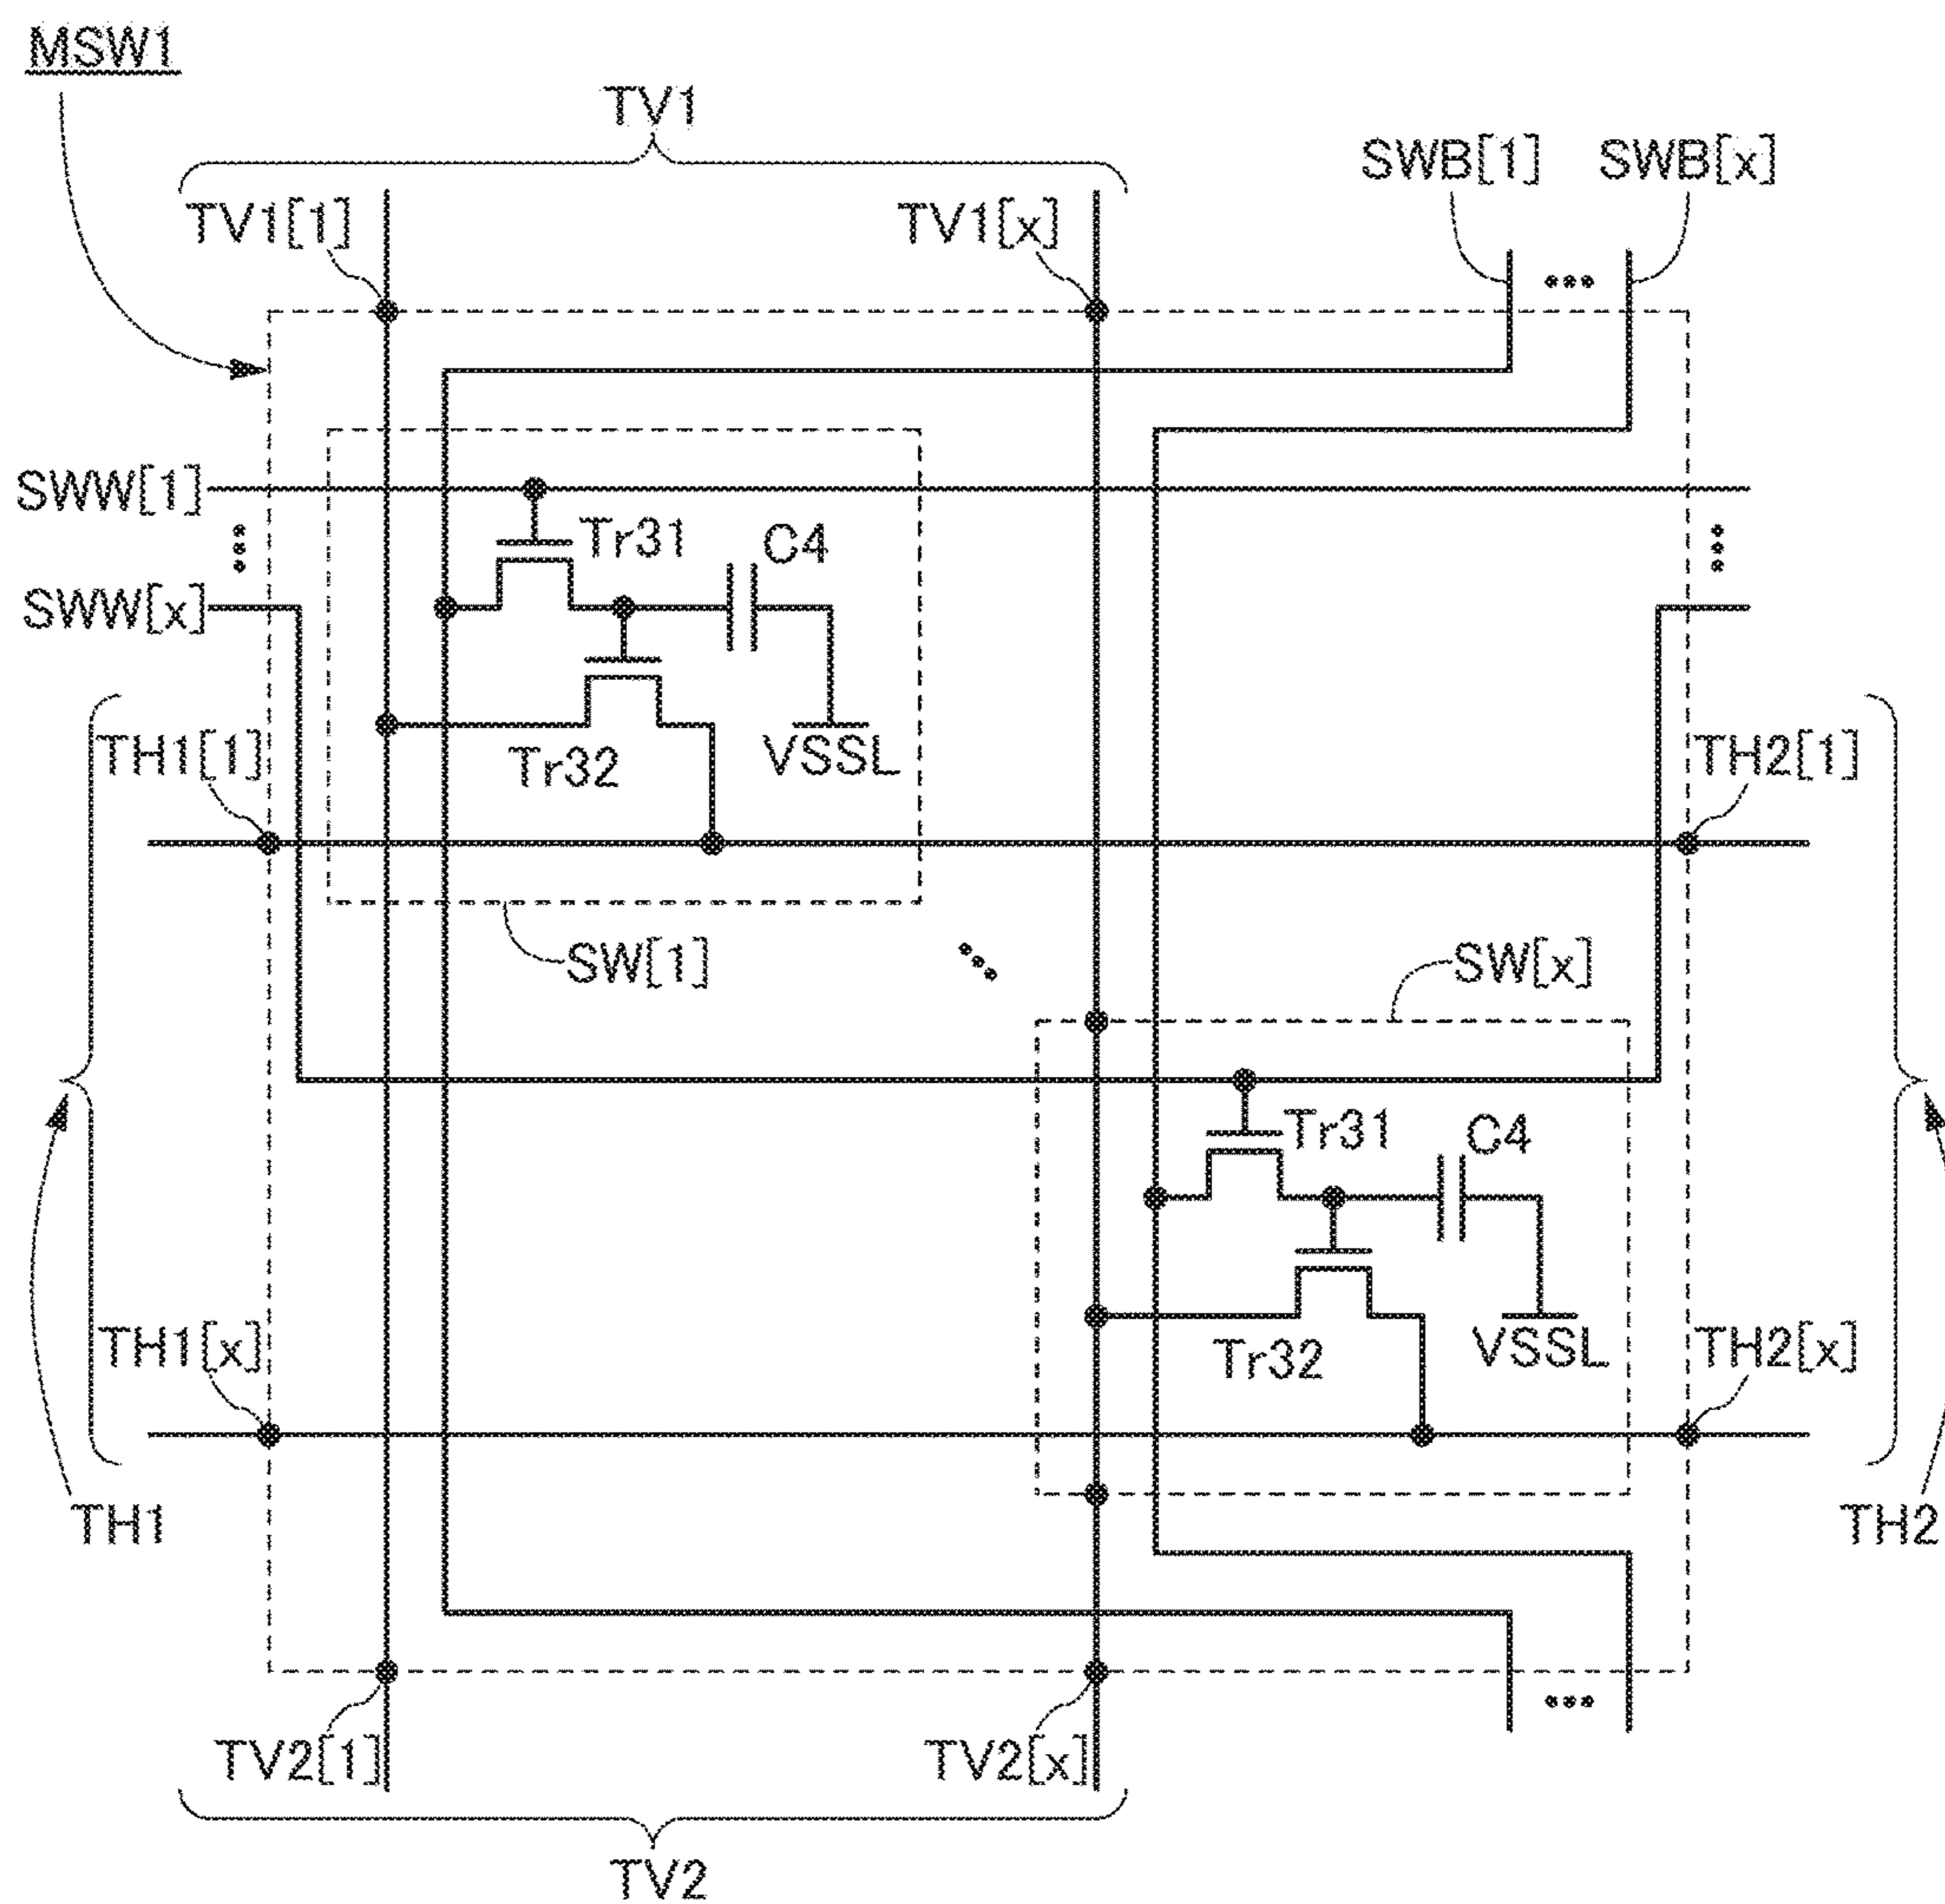 MSW1
TV1
SWB[1] SWB[x]
TV1[1] TV1[x]
SWW[1]
Tr31 C4
SWW[x]
TH1[1] Tr32 VSSL TH2[1]
SW[1] SW[x]
Tr31 C4
TH1[x] Tr32 VSSL TH2[x]
TH1 TH2
TV2[1] TV2[x]
TV2